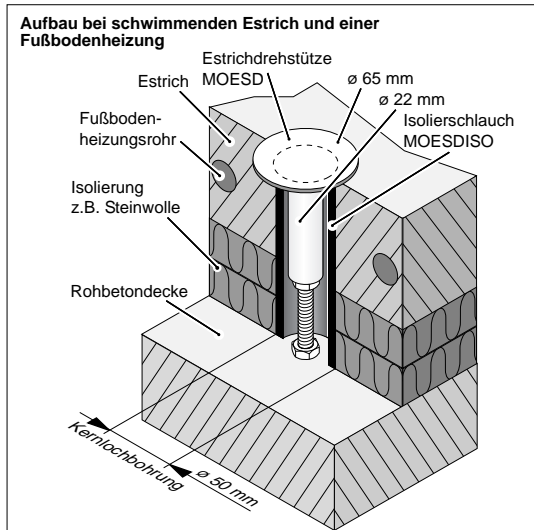 Aufbau bei schwimmenden Estrich und einer
Fußbodenheizung
Estrichdrehstütze
MOESD
ø 65 mm
ø 22 mm
Estrich
Isolierschlauch
MOESDISO
Fußboden-
heizungsrohr
Isolierung
z.B. Steinwolle
Rohbetondecke
Kernlochbohrung
ø 50 mm